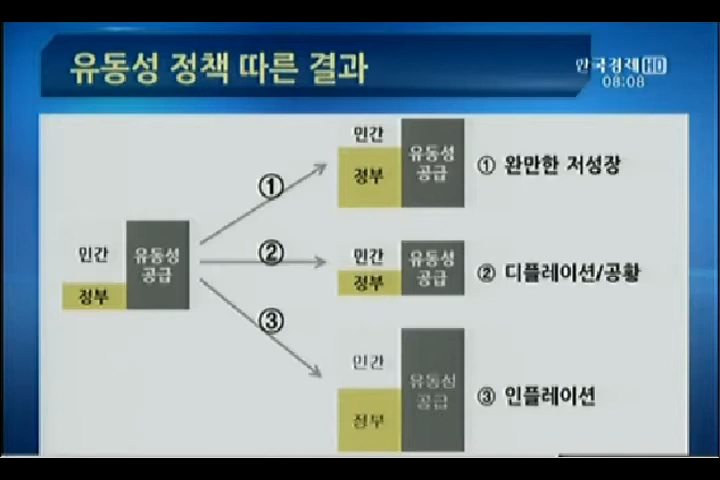 유동성 정책 따른 결과
한국경제HD
08:08
민간
정부
유동성
공급
①
②
③
민간
정부
유동성
공급
① 완만한 저성장
민간
정부
유동성
공급
② 디플레이션/공황
민간
정부
유동성
공급
③ 인플레이션